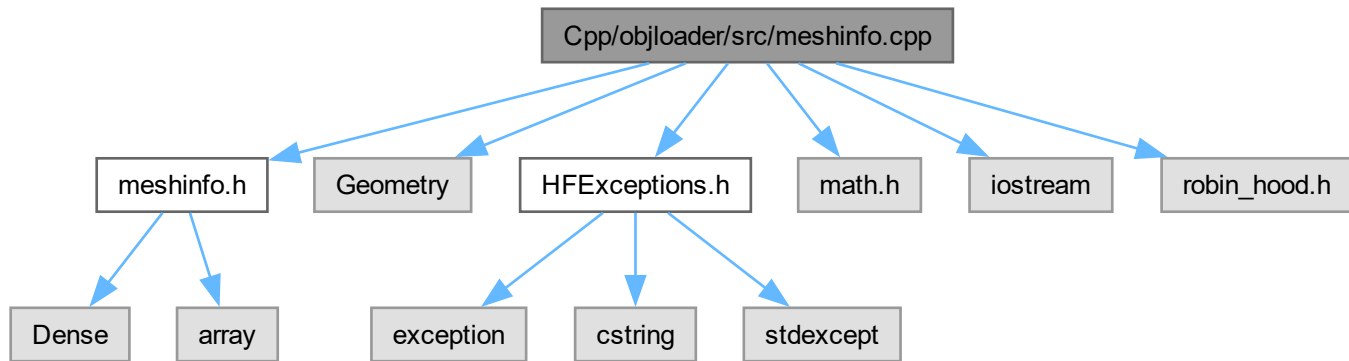 Cpp/objloader/src/meshinfo.cpp
meshinfo.h
Geometry
HFExceptions.h
math.h
iostream
robin_hood.h
Dense
array
exception
cstring
stdexcept